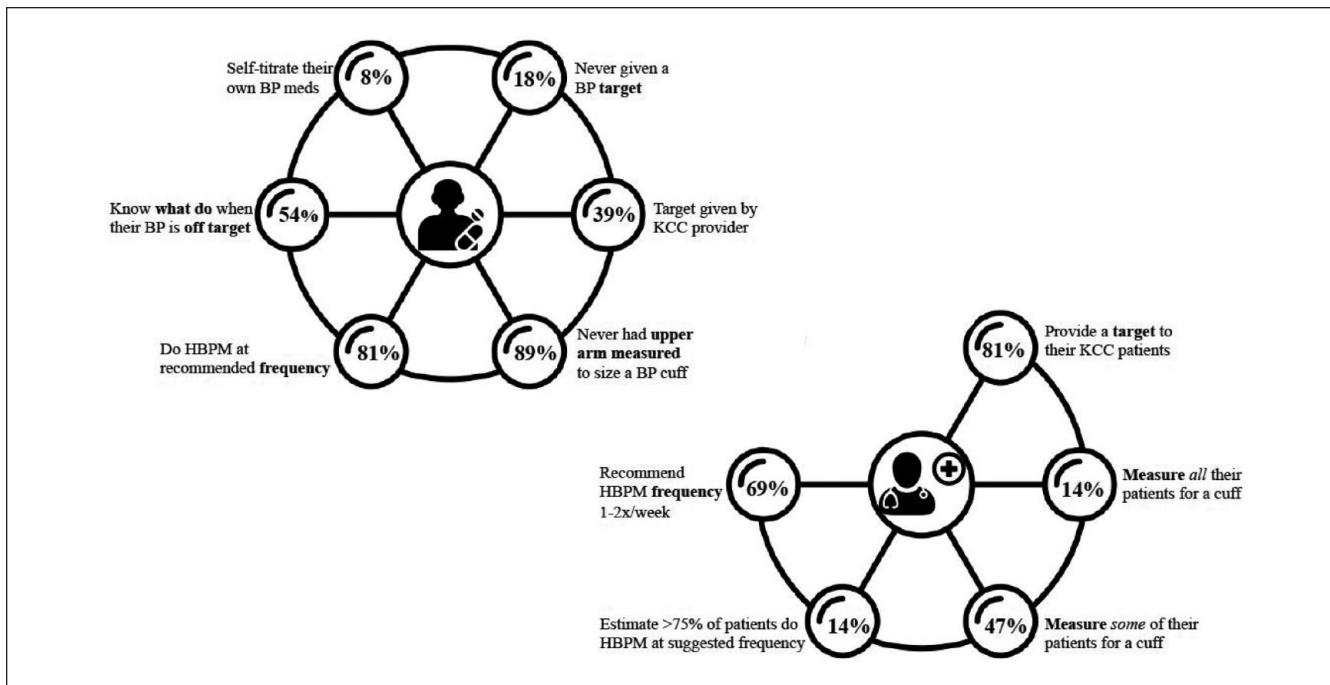 Self-titrate their
own BP meds
8%
18%
Never given a
BP target
Know what do when
their BP is off target
54%
39%
Target given by
KCC provider
Do HBPM at
recommended frequency
81%
89%
Never had upper
arm measured
to size a BP cuff
81%
Provide a target to
their KCC patients
Recommend
HBPM frequency
1-2x/week
69%
14%
Measure all their
patients for a cuff
Estimate >75% of patients do
HBPM at suggested frequency
14%
47%
Measure some of their
patients for a cuff